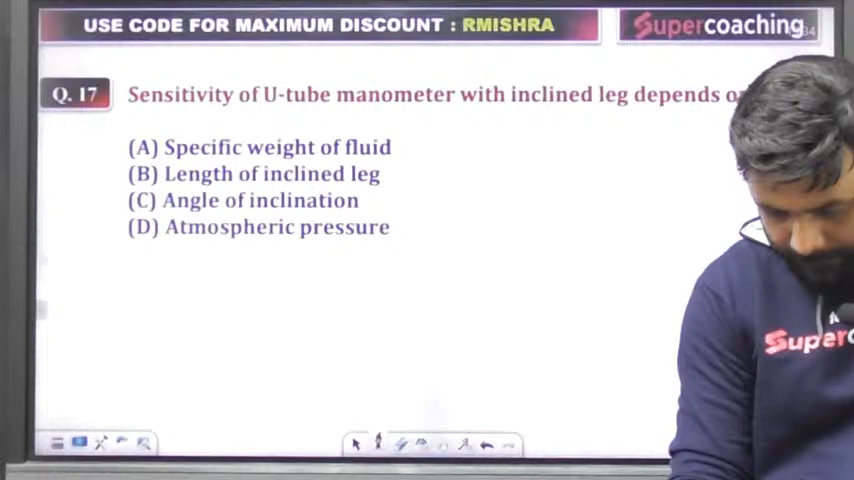 USE CODE FOR MAXIMUM DISCOUNT : RMISHRA
Supercoaching
Q. 17
Sensitivity of U-tube manometer with inclined leg depends
(A) Specific weight of fluid
(B) Length of inclined leg
(C) Angle of inclination
(D) Atmospheric pressure